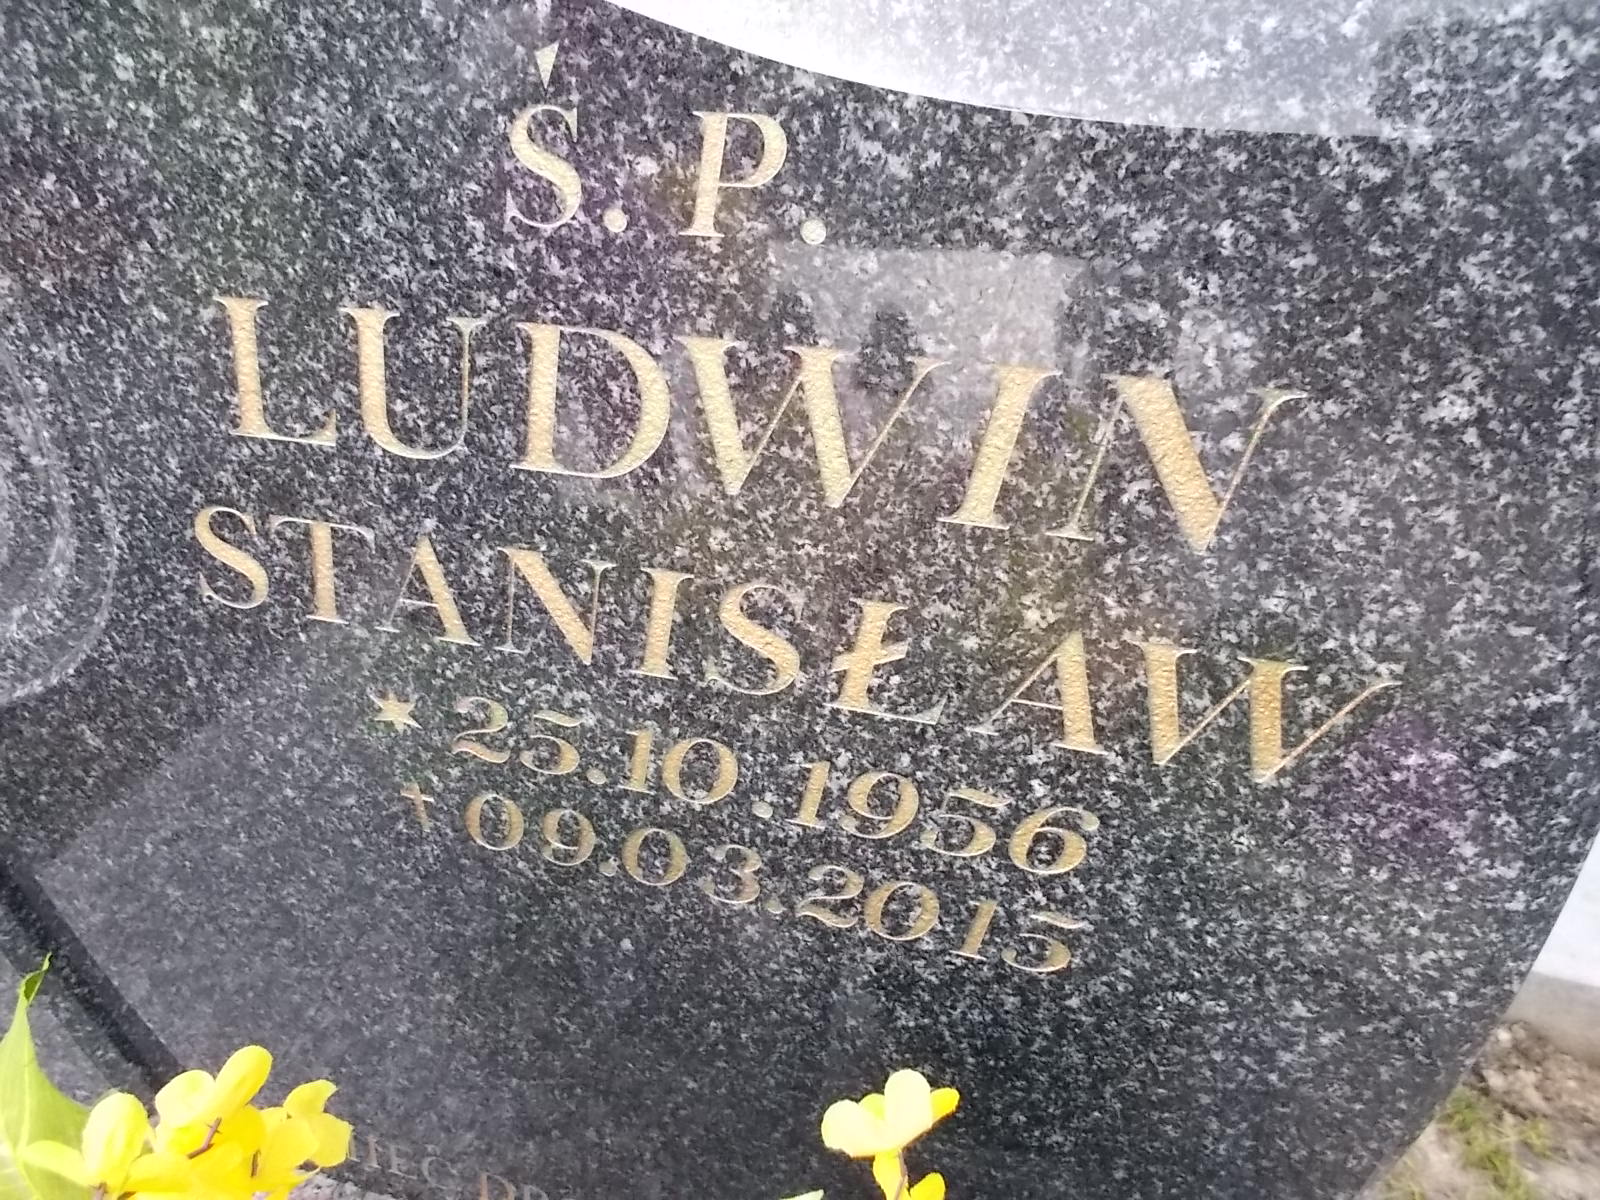 Ś. P.
LUDWIN
STANISŁAW
* 25.10.1956
† 09.03.2015